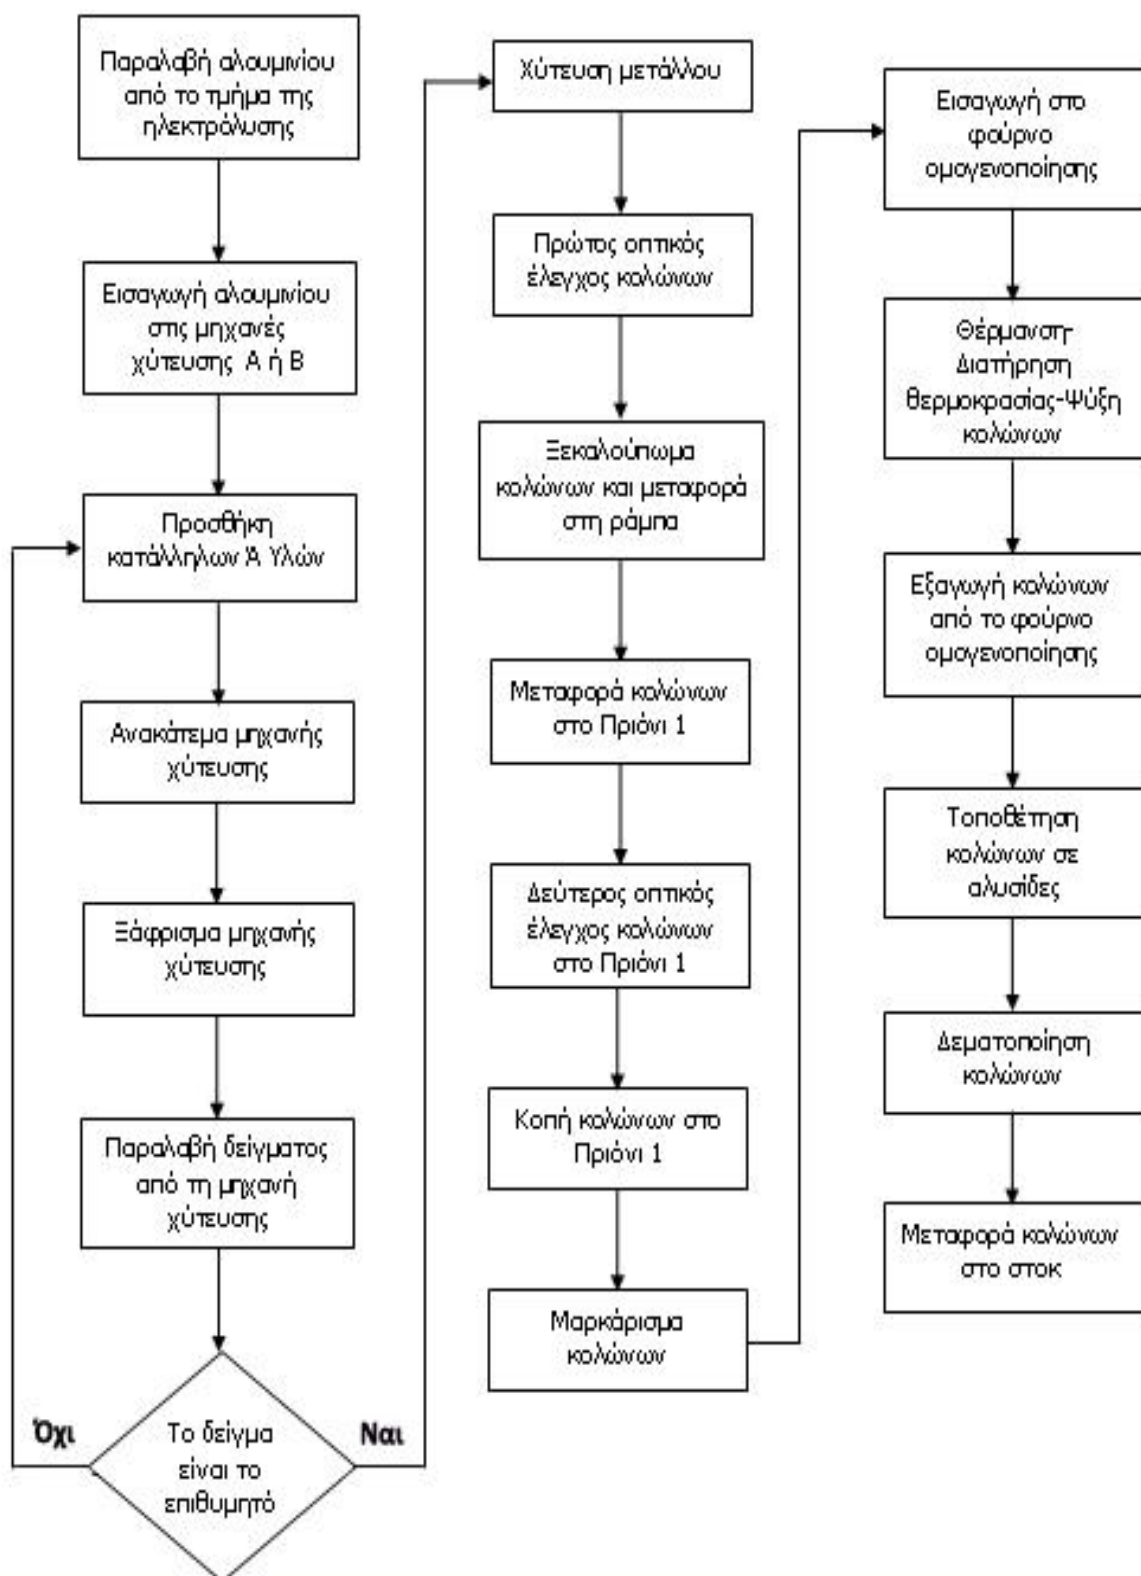 Παραλαβή αλουμινίου
από το τμήμα της
ηλεκτρόλυσης
Εισαγωγή αλουμινίου
στις μηχανές
χύτευσης Α ή Β
Προσθήκη
κατάλληλων Ά Υλών
Ανακάτεμα μηχανής
χύτευσης
Ξάφρισμα μηχανής
χύτευσης
Παραλαβή δείγματος
από τη μηχανή
χύτευσης
Όχι
Το δείγμα
είναι το
επιθυμητό
Ναι
Χύτευση μετάλλου
Πρώτος οπτικός
έλεγχος κολώνων
Ξεκαλούπωμα
κολώνων και μεταφορά
στη ράμπα
Μεταφορά κολώνων
στο Πριόνι 1
Δεύτερος οπτικός
έλεγχος κολώνων
στο Πριόνι 1
Κοπή κολώνων στο
Πριόνι 1
Μαρκάρισμα
κολώνων
Εισαγωγή στο
φούρνο
ομογενοποίησης
Θέρμανση-
Διατήρηση
θερμοκρασίας-Ψύξη
κολώνων
Εξαγωγή κολώνων
από το φούρνο
ομογενοποίησης
Τοποθέτηση
κολώνων σε
αλυσίδες
Δεματοποίηση
κολώνων
Μεταφορά κολώνων
στο στοκ